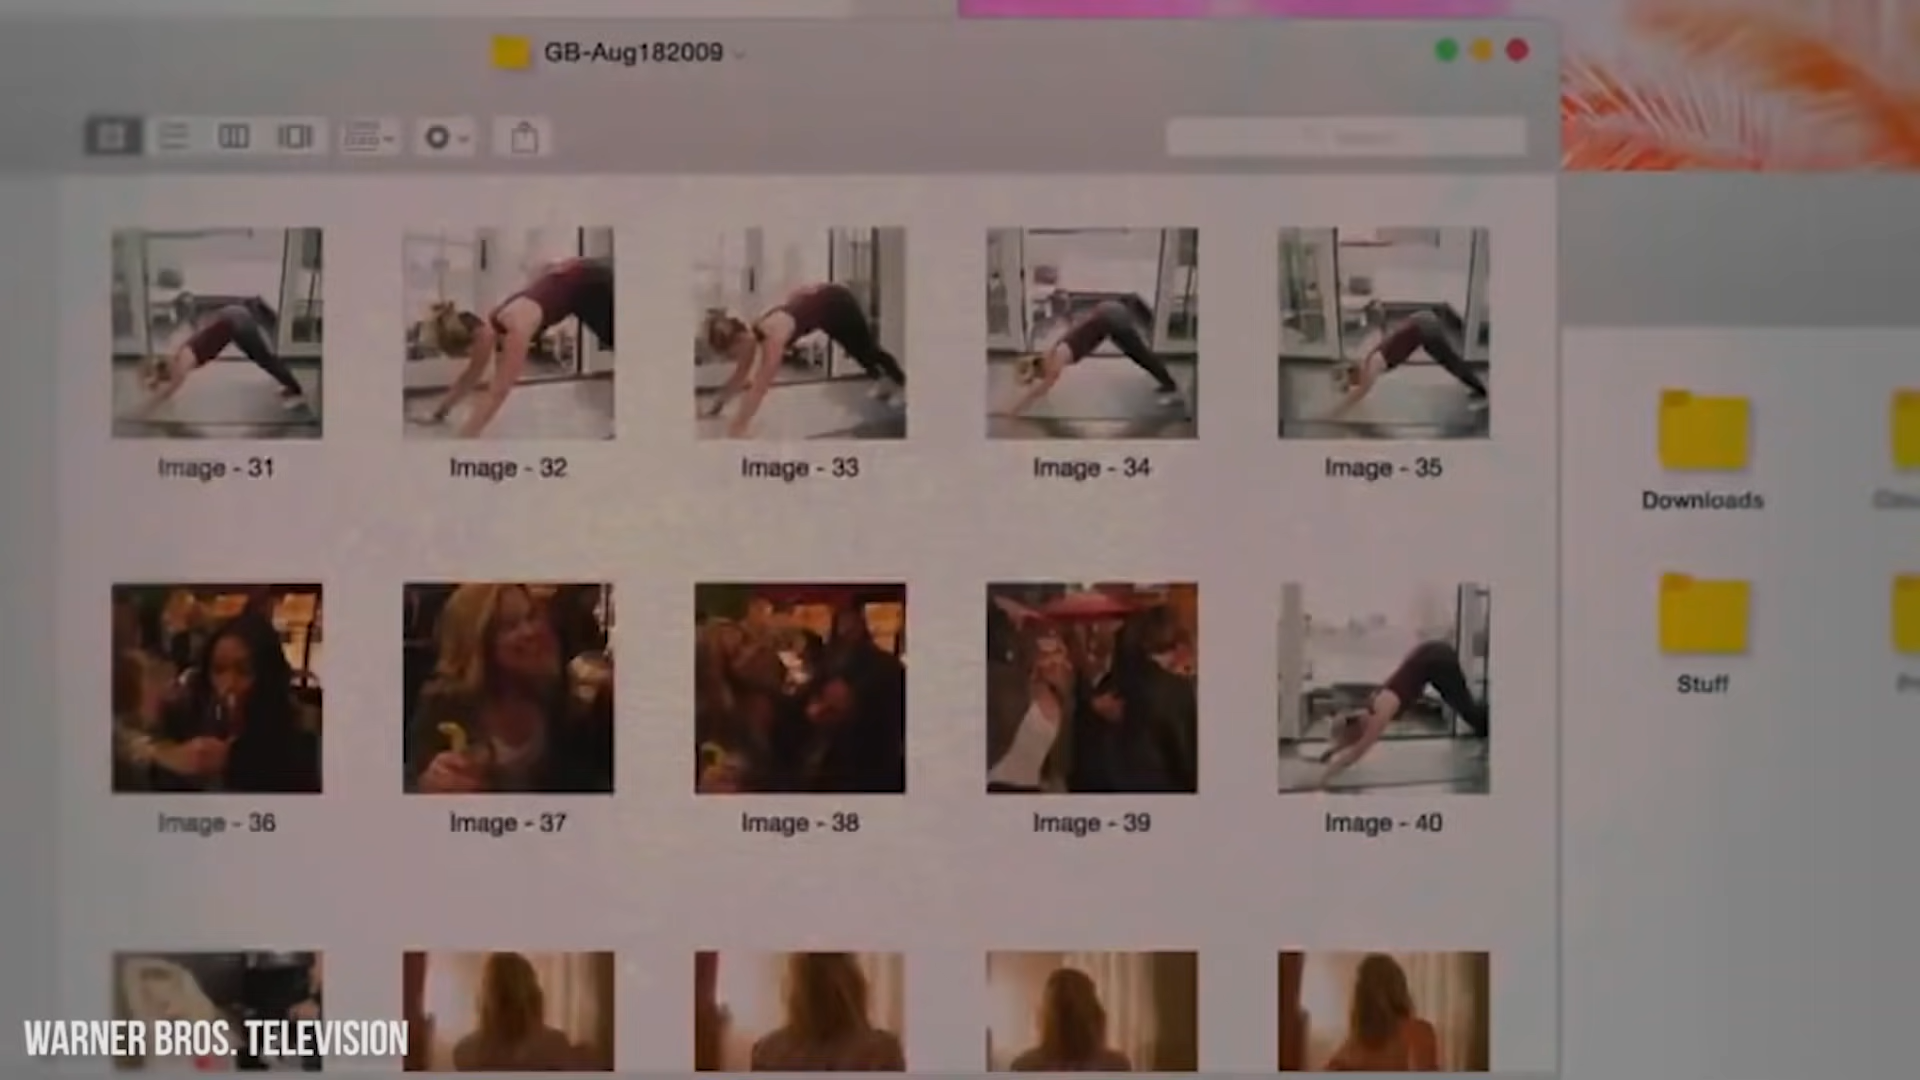 GB-Aug182009
Image - 31
Image - 32
Image - 33
Image - 34
Image - 35
Downloads
Image - 36
Image - 37
Image - 38
Image - 39
Image - 40
Stuff
WARNER BROS. TELEVISION